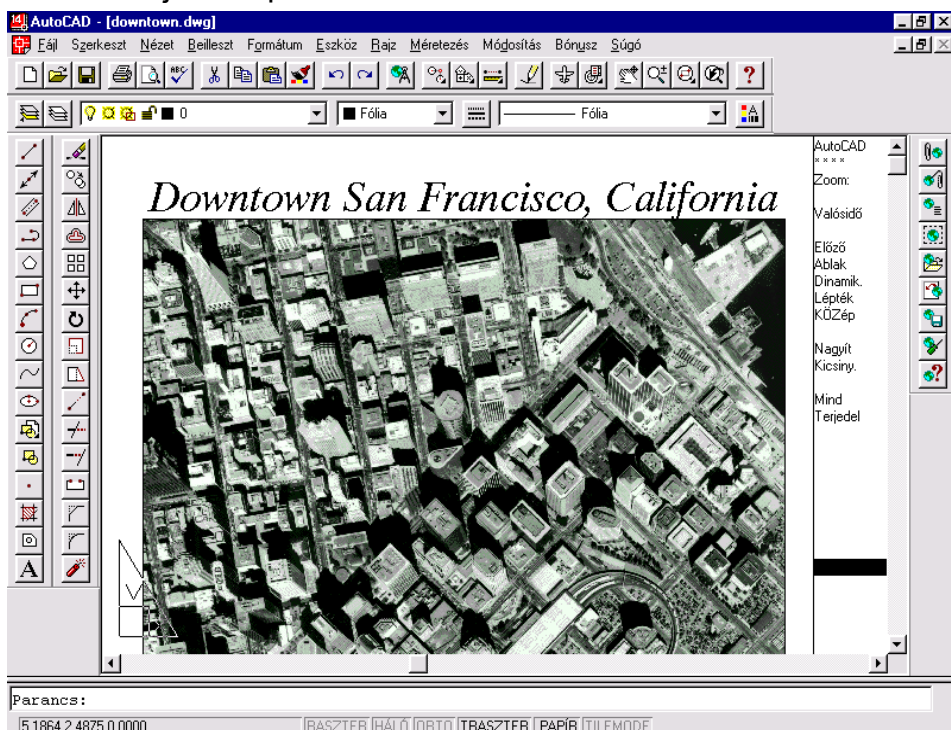 AutoCAD - [downtown.dwg]
Fájl Szerkeszt Nézet Beilleszt Formátum Eszköz Rajz Méretezés Módosítás Bónusz Súgó
0 Fólia Fólia
Downtown San Francisco, California
AutoCAD
* * * *
Zoom:
Valósidő
Előző
Ablak
Dinamik.
Lépték
KÖZép
Nagyít
Kicsiny.
Mind
Terjedel
Parancs:
5.1864,2.4875,0.0000 RASZTER HÁLÓ ORTO TRASZTER PAPÍR TILEMODE